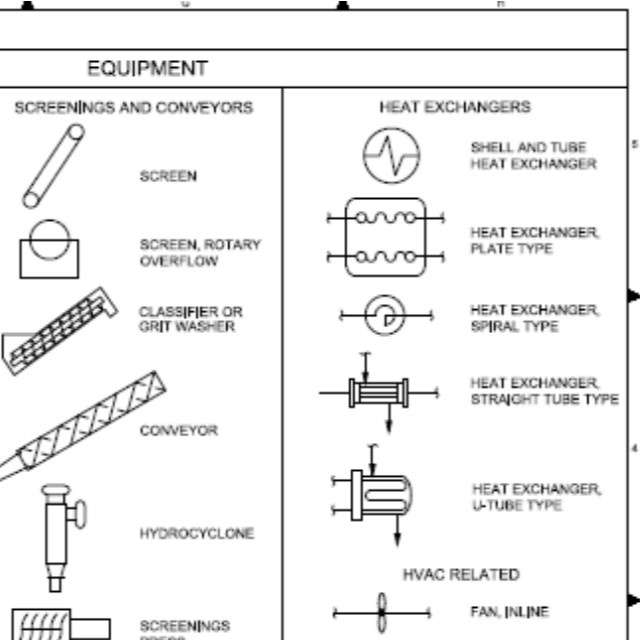 EQUIPMENT
SCREENINGS AND CONVEYORS
SCREEN
SCREEN, ROTARY
OVERFLOW
CLASSIFIER OR
GRIT WASHER
CONVEYOR
HYDROCYCLONE
SCREENINGS
HEAT EXCHANGERS
SHELL AND TUBE
HEAT EXCHANGER
HEAT EXCHANGER,
PLATE TYPE
HEAT EXCHANGER,
SPIRAL TYPE
HEAT EXCHANGER,
STRAIGHT TUBE TYPE
HEAT EXCHANGER,
U-TUBE TYPE
HVAC RELATED
FAN, INLINE
5
4